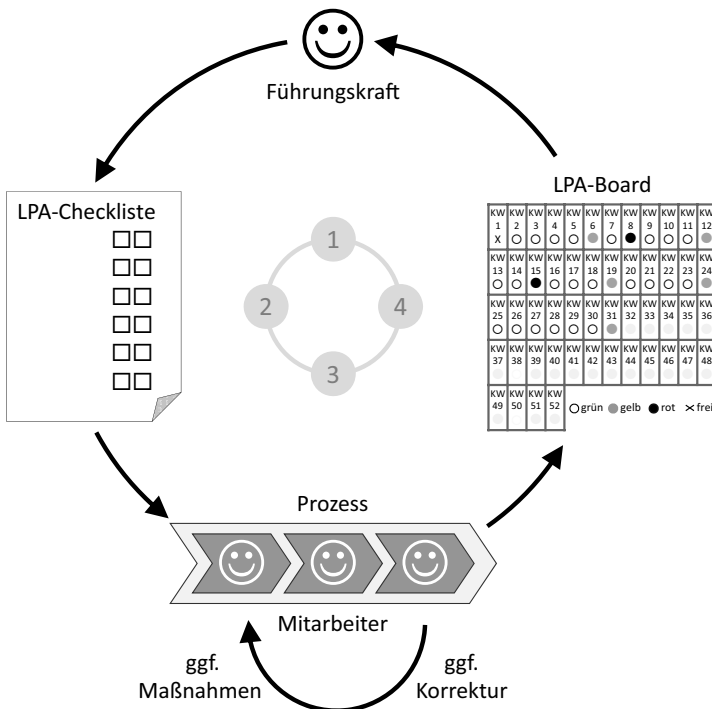 Führungskraft
LPA-Checkliste
1
2
4
3
LPA-Board
KW KW KW KW KW KW KW KW KW KW KW KW
1 2 3 4 5 6 7 8 9 10 11 12
x
KW KW KW KW KW KW KW KW KW KW KW KW
13 14 15 16 17 18 19 20 21 22 23 24
KW KW KW KW KW KW KW KW KW KW KW KW
25 26 27 28 29 30 31 32 33 34 35 36
KW KW KW KW KW KW KW KW KW KW KW KW
37 38 39 40 41 42 43 44 45 46 47 48
KW KW KW KW
49 50 51 52
grün gelb rot × frei
Prozess
Mitarbeiter
ggf.
Maßnahmen
ggf.
Korrektur